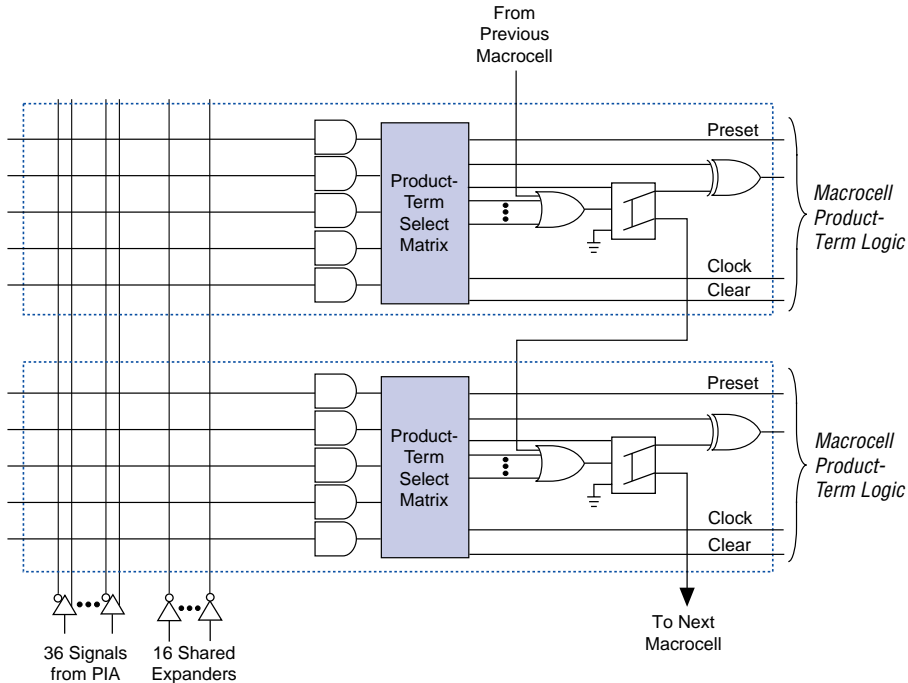 From
Previous
Macrocell
Preset
Product-
Term
Select
Matrix
Macrocell
Product-
Term Logic
Clock
Clear
Preset
Product-
Term
Select
Matrix
Macrocell
Product-
Term Logic
Clock
Clear
36 Signals
from PIA
16 Shared
Expanders
To Next
Macrocell